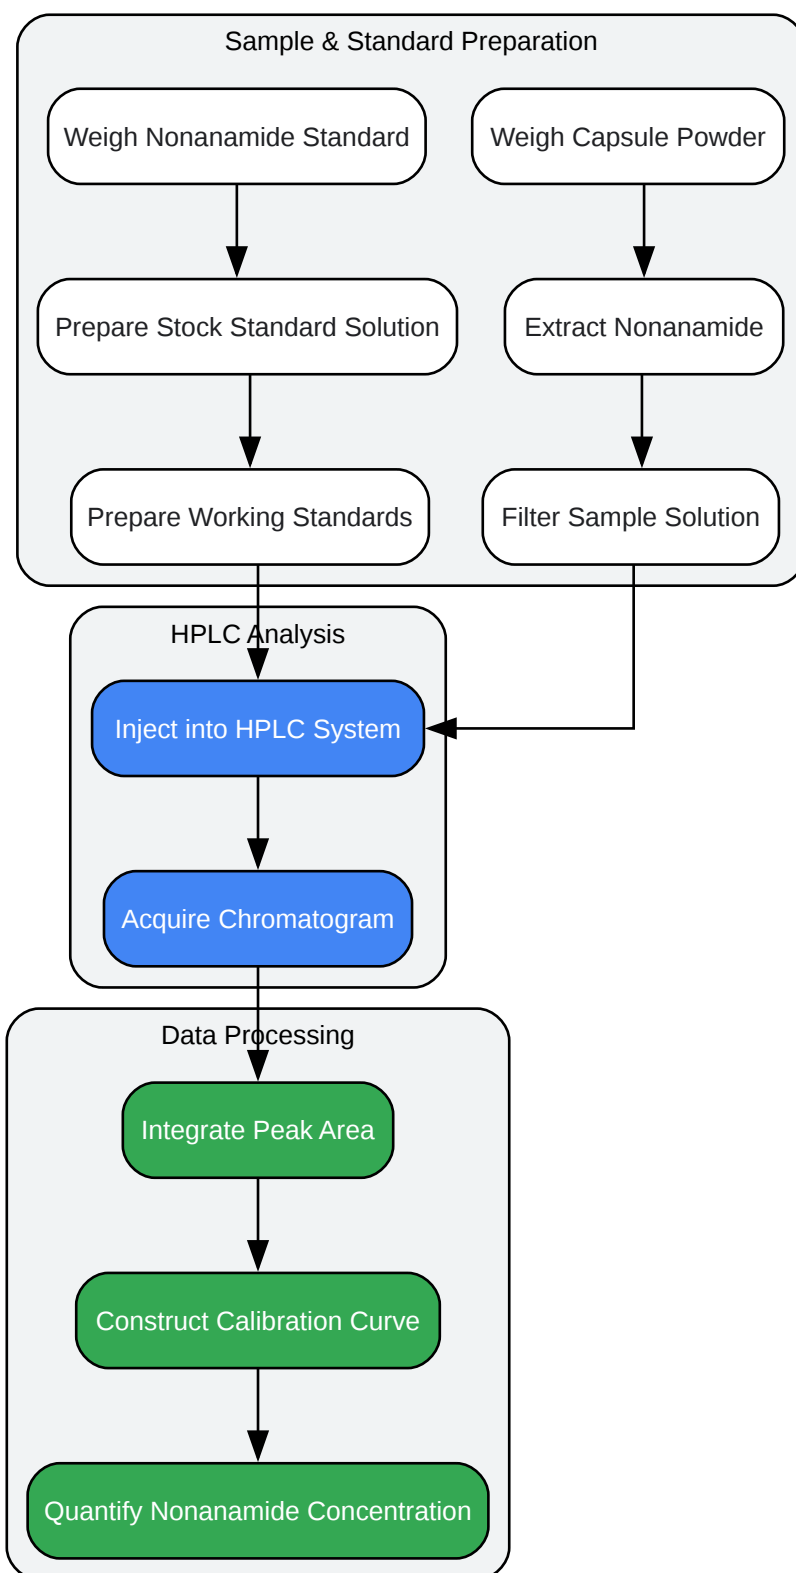 Sample & Standard Preparation
Weigh Nonanamide Standard
Weigh Capsule Powder
Prepare Stock Standard Solution
Extract Nonanamide
Prepare Working Standards
Filter Sample Solution
HPLC Analysis
Inject into HPLC System
Acquire Chromatogram
Data Processing
Integrate Peak Area
Construct Calibration Curve
Quantify Nonanamide Concentration